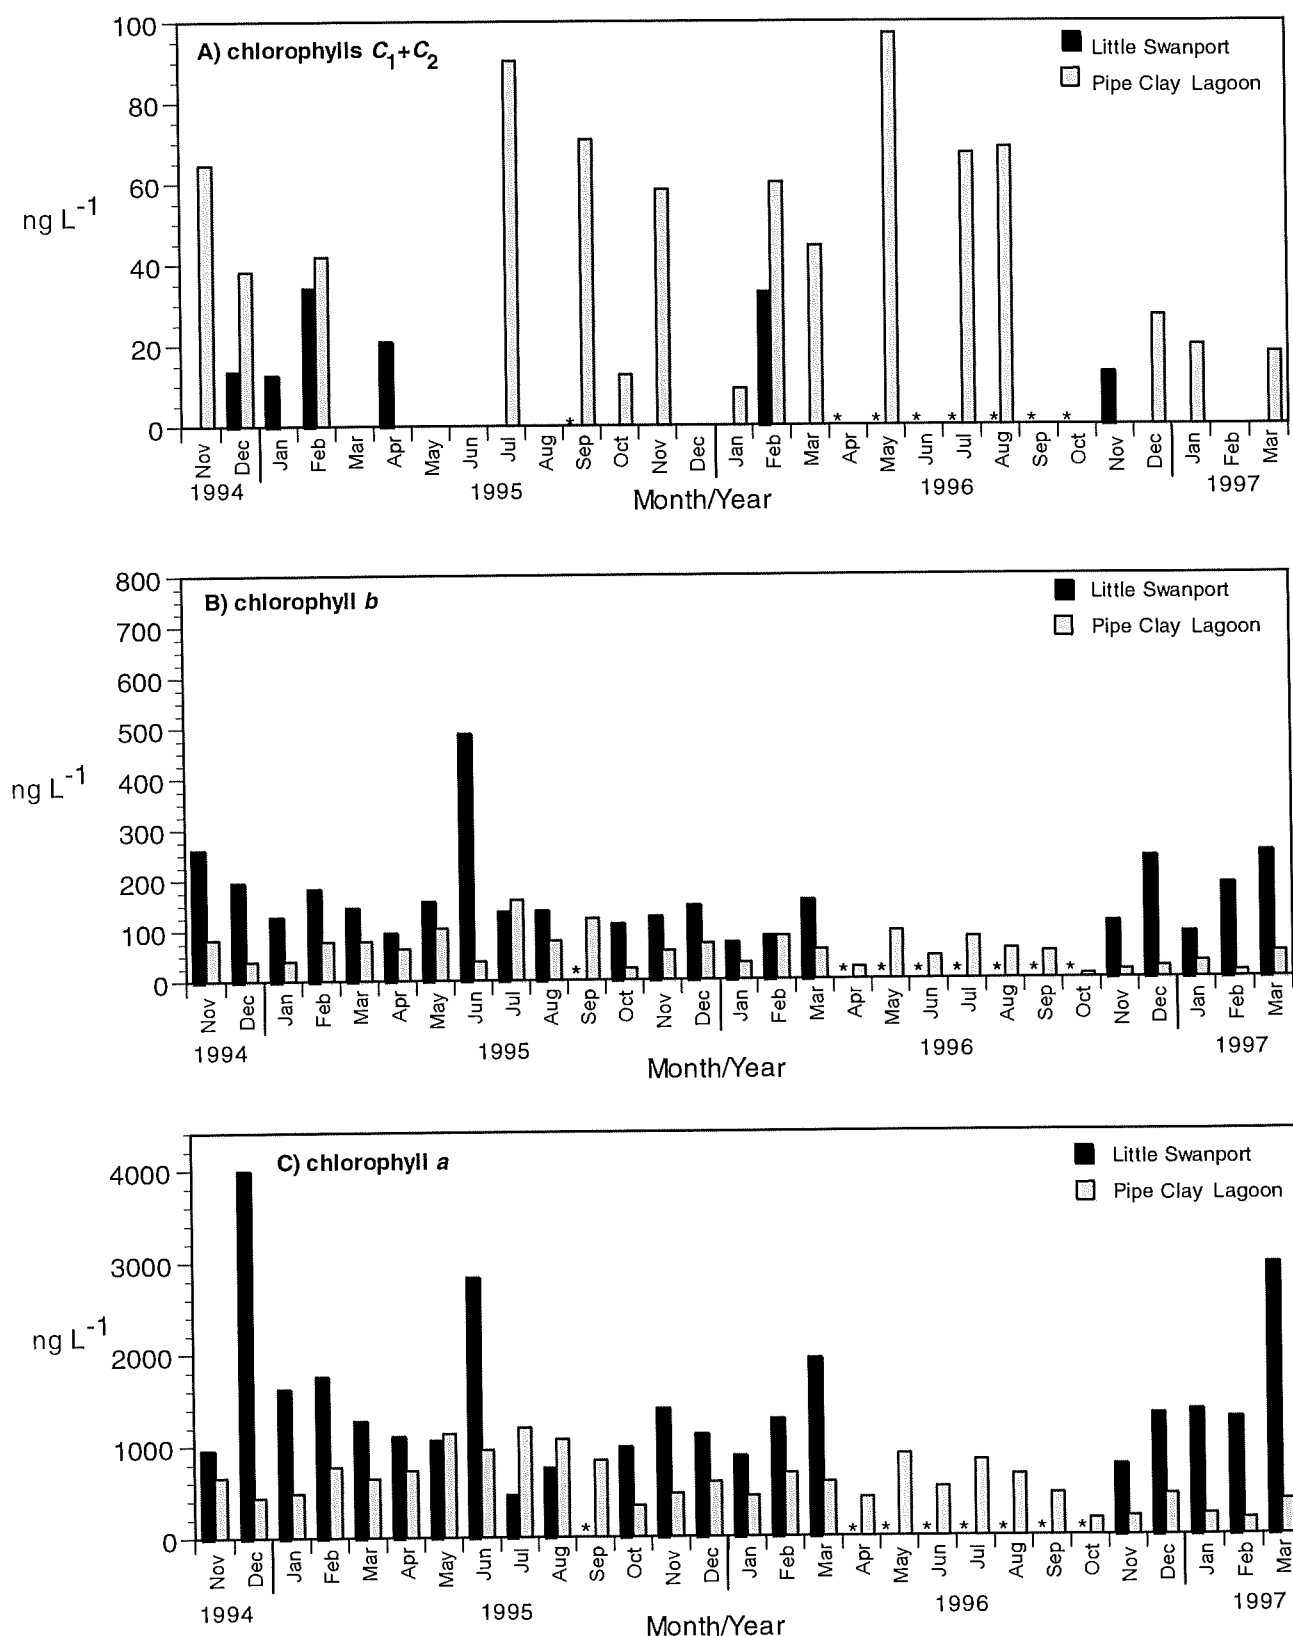 A) chlorophylls C1+C2
Little Swanport
Pipe Clay Lagoon
100
80
60
40
20
0
ng L-1
* * * * * * * *
Nov Dec Jan Feb Mar Apr May Jun Jul Aug Sep Oct Nov Dec Jan Feb Mar Apr May Jun Jul Aug Sep Oct Nov Dec Jan Feb Mar
1994 1995 1996 1997
Month/Year
B) chlorophyll b
Little Swanport
Pipe Clay Lagoon
800
700
600
500
400
300
200
100
0
ng L-1
* * * * * * * *
Nov Dec Jan Feb Mar Apr May Jun Jul Aug Sep Oct Nov Dec Jan Feb Mar Apr May Jun Jul Aug Sep Oct Nov Dec Jan Feb Mar
1994 1995 1996 1997
Month/Year
C) chlorophyll a
Little Swanport
Pipe Clay Lagoon
4000
3000
2000
1000
0
ng L-1
* * * * * * * *
Nov Dec Jan Feb Mar Apr May Jun Jul Aug Sep Oct Nov Dec Jan Feb Mar Apr May Jun Jul Aug Sep Oct Nov Dec Jan Feb Mar
1994 1995 1996 1997
Month/Year